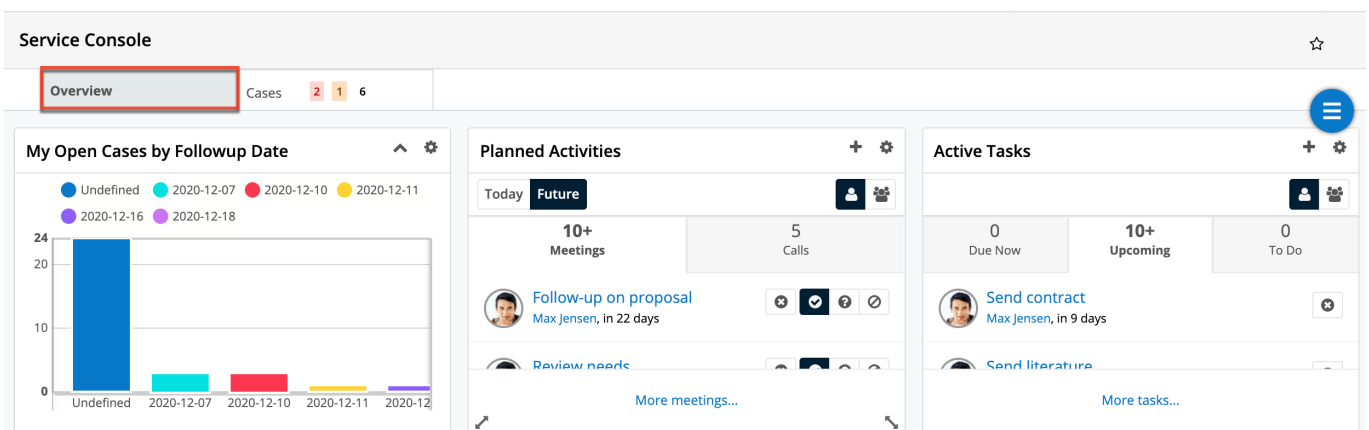 Service Console
Overview
Cases 2 1 6
My Open Cases by Followup Date
Undefined 2020-12-07 2020-12-10 2020-12-11
2020-12-16 2020-12-18
24
20
10
0
Undefined 2020-12-07 2020-12-10 2020-12-11 2020-12
Planned Activities
Today Future
10+ 5
Meetings Calls
Follow-up on proposal
Max Jensen, in 22 days
Review needs
More meetings...
Active Tasks
0 10+ 0
Due Now Upcoming To Do
Send contract
Max Jensen, in 9 days
Send literature
More tasks...